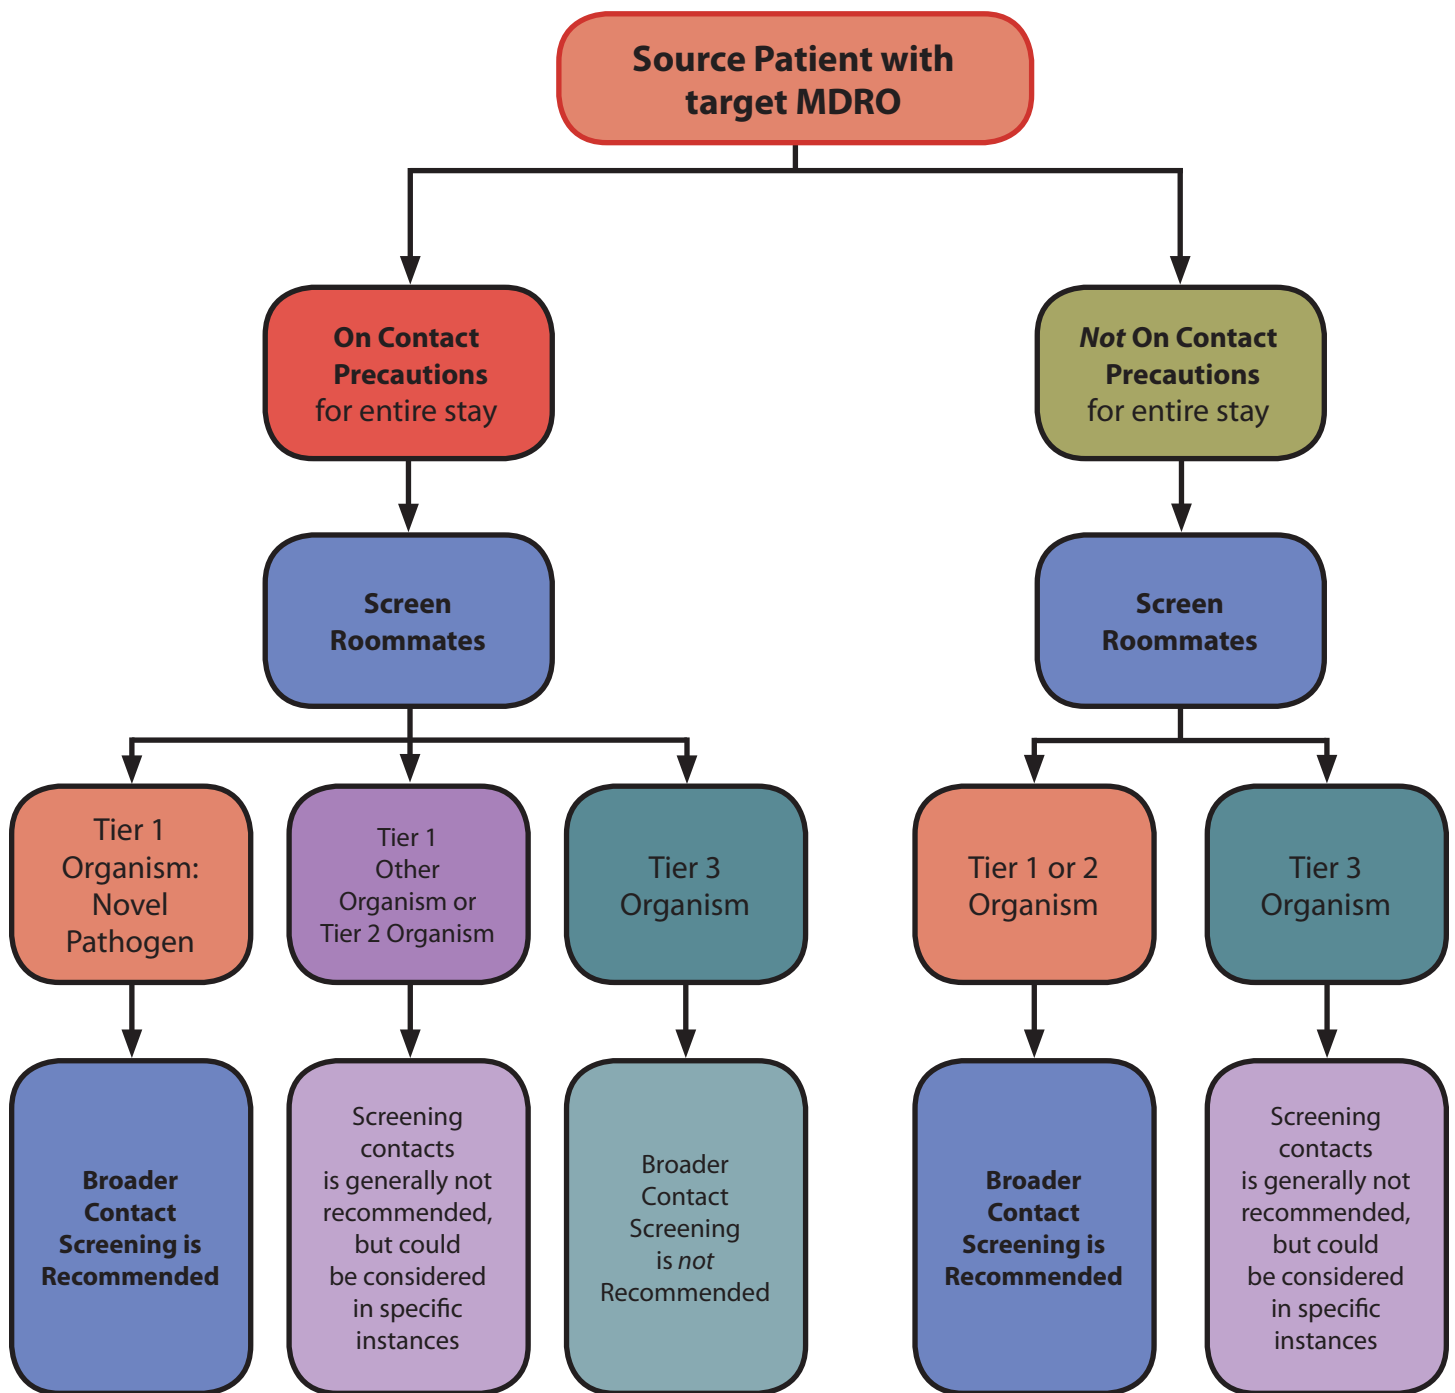 Source Patient with
target MDRO
On Contact
Precautions
for entire stay
Not On Contact
Precautions
for entire stay
Screen
Roommates
Screen
Roommates
Tier 1
Organism:
Novel
Pathogen
Tier 1
Other
Organism or
Tier 2 Organism
Tier 3
Organism
Tier 1 or 2
Organism
Tier 3
Organism
Broader
Contact
Screening is
Recommended
Screening
contacts
is generally not
recommended,
but could
be considered
in specific
instances
Broader
Contact
Screening
is not
Recommended
Broader
Contact
Screening is
Recommended
Screening
contacts
is generally not
recommended,
but could
be considered
in specific
instances